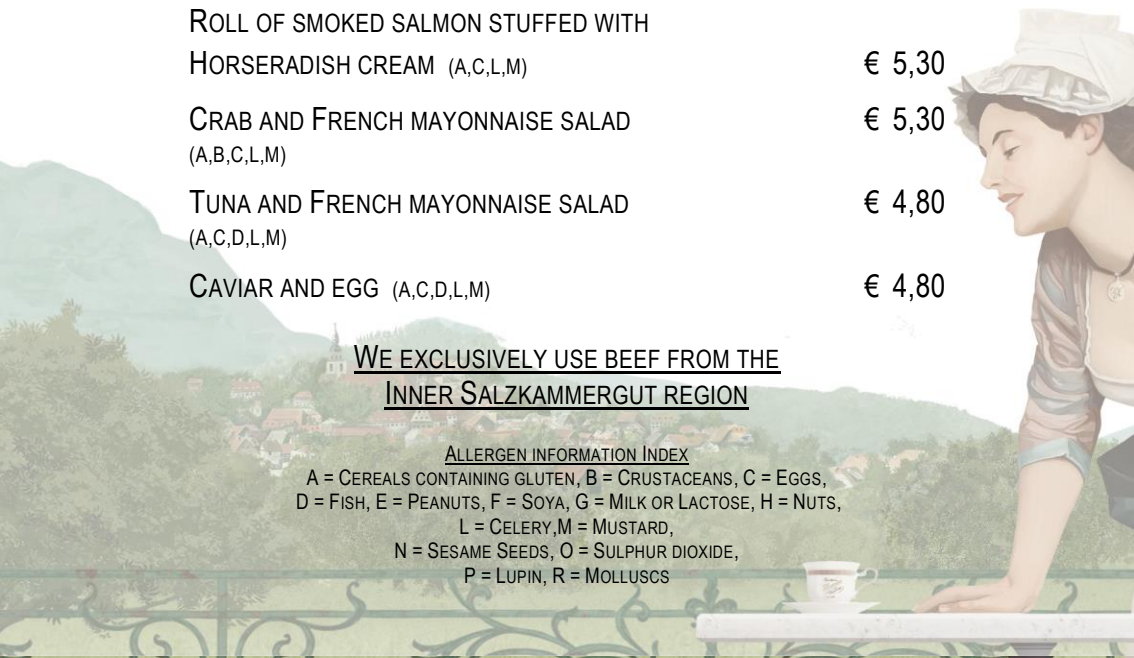 ROLL OF SMOKED SALMON STUFFED WITH
HORSERADISH CREAM (A,C,L,M) € 5,30
CRAB AND FRENCH MAYONNAISE SALAD € 5,30
(A,B,C,L,M)
TUNA AND FRENCH MAYONNAISE SALAD € 4,80
(A,C,D,L,M)
CAVIAR AND EGG (A,C,D,L,M) € 4,80
WE EXCLUSIVELY USE BEEF FROM THE
INNER SALZKAMMERGUT REGION
ALLERGEN INFORMATION INDEX
A = CEREALS CONTAINING GLUTEN, B = CRUSTACEANS, C = EGGS,
D = FISH, E = PEANUTS, F = SOYA, G = MILK OR LACTOSE, H = NUTS,
L = CELERY,M = MUSTARD,
N = SESAME SEEDS, O = SULPHUR DIOXIDE,
P = LUPIN, R = MOLLUSCS